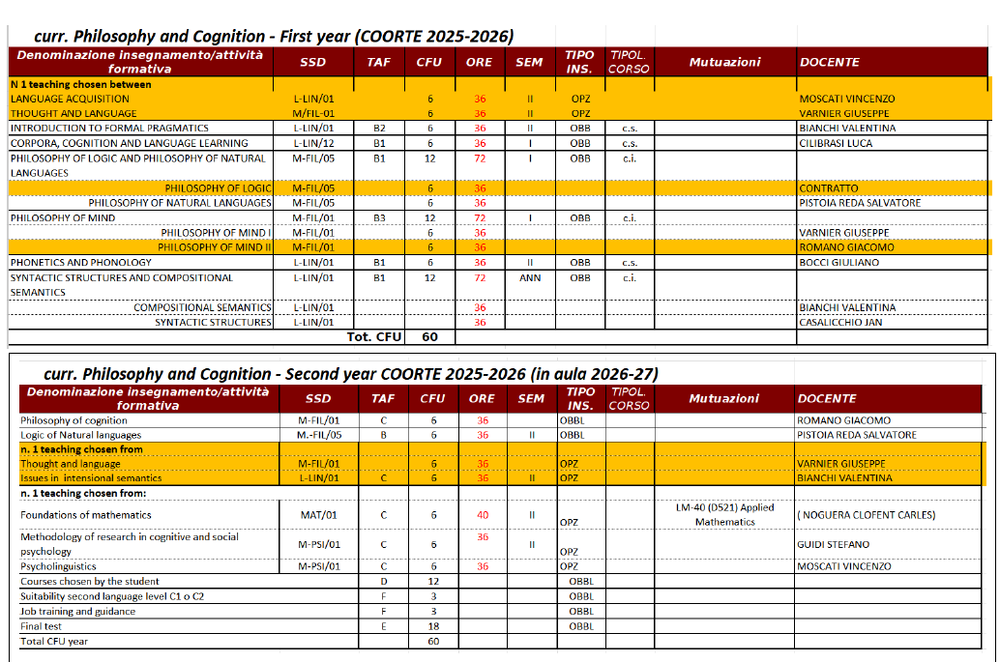 curr. Philosophy and Cognition - First year (COORTE 2025-2026)
Denominazione insegnamento/attività formativa SSD TAF CFU ORE SEM TIPO INS. TIPOL. CORSO Mutuazioni DOCENTE
N 1 teaching chosen between
LANGUAGE ACQUISITION L-LIN/01 6 36 II OPZ MOSCATI VINCENZO
THOUGHT AND LANGUAGE M/FIL-01 6 36 II OPZ VARNIER GIUSEPPE
INTRODUCTION TO FORMAL PRAGMATICS L-LIN/01 B2 6 36 II OBB c.s. BIANCHI VALENTINA
CORPORA, COGNITION AND LANGUAGE LEARNING L-LIN/12 B1 6 36 I OBB c.s. CILIBRASI LUCA
PHILOSOPHY OF LOGIC AND PHILOSOPHY OF NATURAL LANGUAGES M-FIL/05 B1 12 72 I OBB c.i.
PHILOSOPHY OF LOGIC M-FIL/05 6 36 CONTRATTO
PHILOSOPHY OF NATURAL LANGUAGES M-FIL/05 6 36 PISTOIA REDA SALVATORE
PHILOSOPHY OF MIND M-FIL/01 B3 12 72 I OBB c.i.
PHILOSOPHY OF MIND I M-FIL/01 6 36 VARNIER GIUSEPPE
PHILOSOPHY OF MIND II M-FIL/01 6 36 ROMANO GIACOMO
PHONETICS AND PHONOLOGY L-LIN/01 B1 6 36 II OBB c.s. BOCCI GIULIANO
SYNTACTIC STRUCTURES AND COMPOSITIONAL SEMANTICS L-LIN/01 B1 12 72 ANN OBB c.i.
COMPOSITIONAL SEMANTICS L-LIN/01 36 BIANCHI VALENTINA
SYNTACTIC STRUCTURES L-LIN/01 36 CASALICCHIO JAN
Tot. CFU 60
curr. Philosophy and Cognition - Second year COORTE 2025-2026 (in aula 2026-27)
Denominazione insegnamento/attività formativa SSD TAF CFU ORE SEM TIPO INS. TIPOL. CORSO Mutuazioni DOCENTE
Philosophy of cognition M-FIL/01 C 6 36 OBBL ROMANO GIACOMO
Logic of Natural languages M.-FIL/05 B 6 36 II OBBL PISTOIA REDA SALVATORE
n. 1 teaching chosen from
Thought and language M-FIL/01 6 36 OPZ VARNIER GIUSEPPE
Issues in intensional semantics L-LIN/01 C 6 36 II OPZ BIANCHI VALENTINA
n. 1 teaching chosen from:
Foundations of mathematics MAT/01 C 6 40 II OPZ LM-40 (D521) Applied Mathematics ( NOGUERA CLOFENT CARLES)
Methodology of research in cognitive and social psychology M-PSI/01 C 6 36 II OPZ GUIDI STEFANO
Psycholinguistics M-PSI/01 C 6 36 OPZ MOSCATI VINCENZO
Courses chosen by the student D 12 OBBL
Suitability second language level C1 o C2 F 3 OBBL
Job training and guidance F 3 OBBL
Final test E 18 OBBL
Total CFU year 60